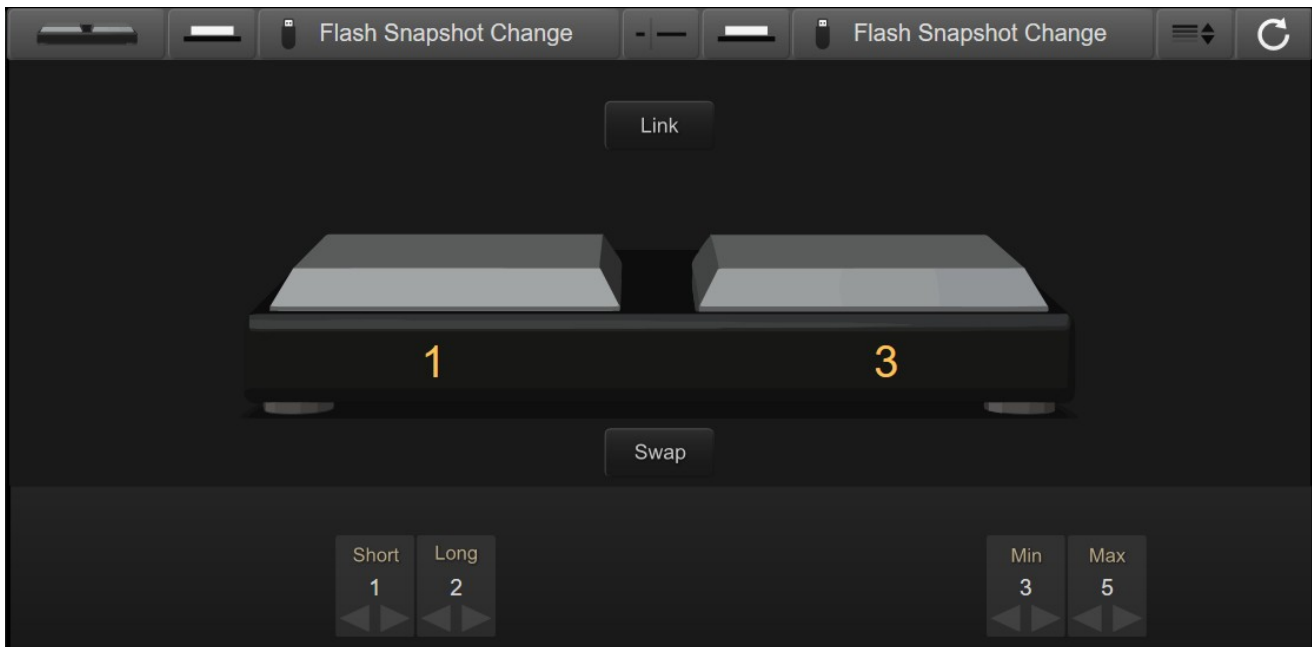 Flash Snapshot Change
Flash Snapshot Change
Link
1
3
Swap
Short
Long
Min
Max
1
2
3
5